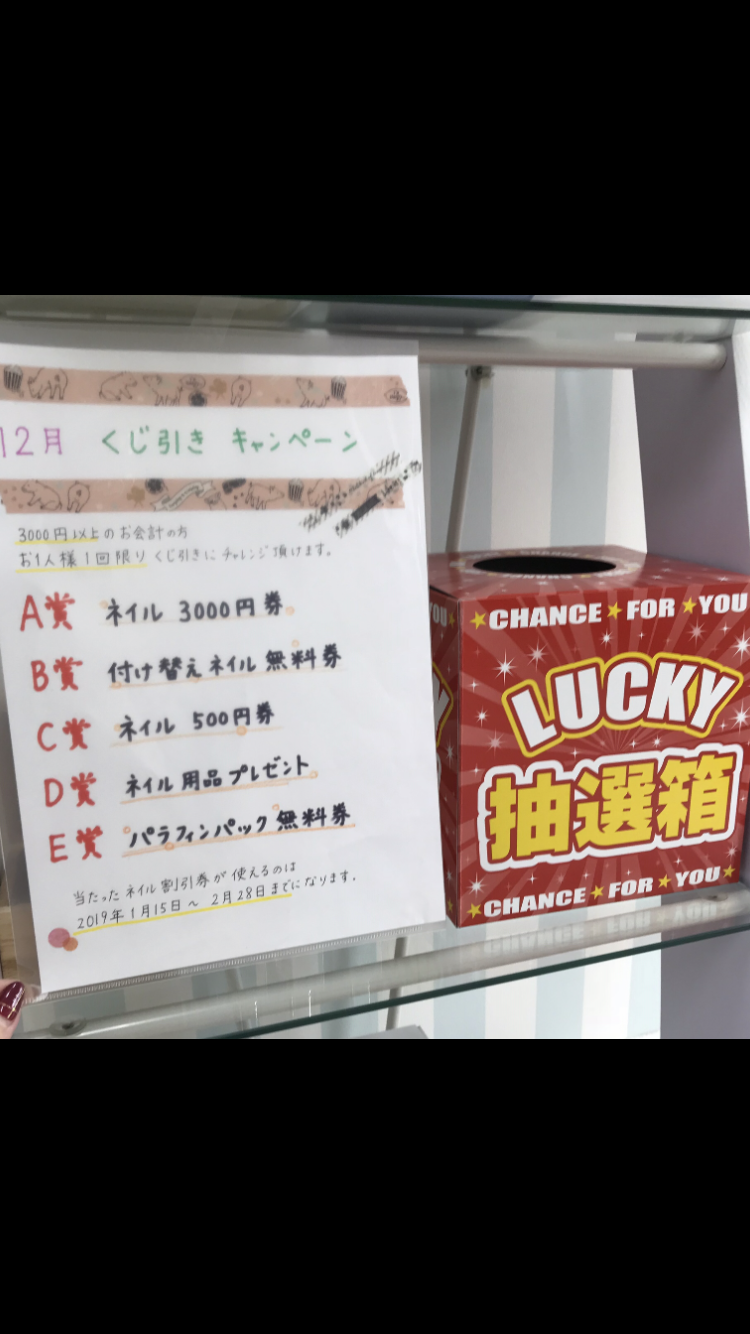 12月 くじ引き キャンペーン
3000円以上のお会計の方
お1人様1回限りくじ引きにチャレンジ頂けます。
A賞 ネイル 3000円券
B賞 付け替えネイル無料券
C賞 ネイル 500円券
D賞 ネイル用品プレゼント
E賞 パラフィンパック無料券
当たったネイル割引券が使えるのは
2019年1月15日~2月28日までになります。
CHANCE FOR YOU
LUCKY
抽選箱
CHANCE FOR YOU